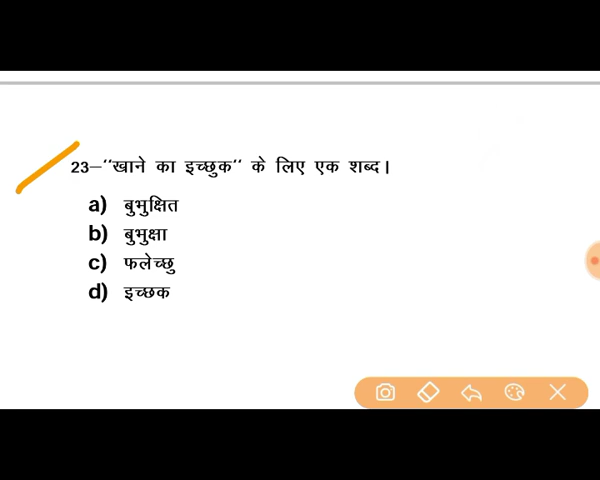 23–‘‘खाने का इच्छुक‘‘ के लिए एक शब्द।
a) बुभुक्षित
b) बुभुक्षा
c) फलेच्छु
d) इच्छक